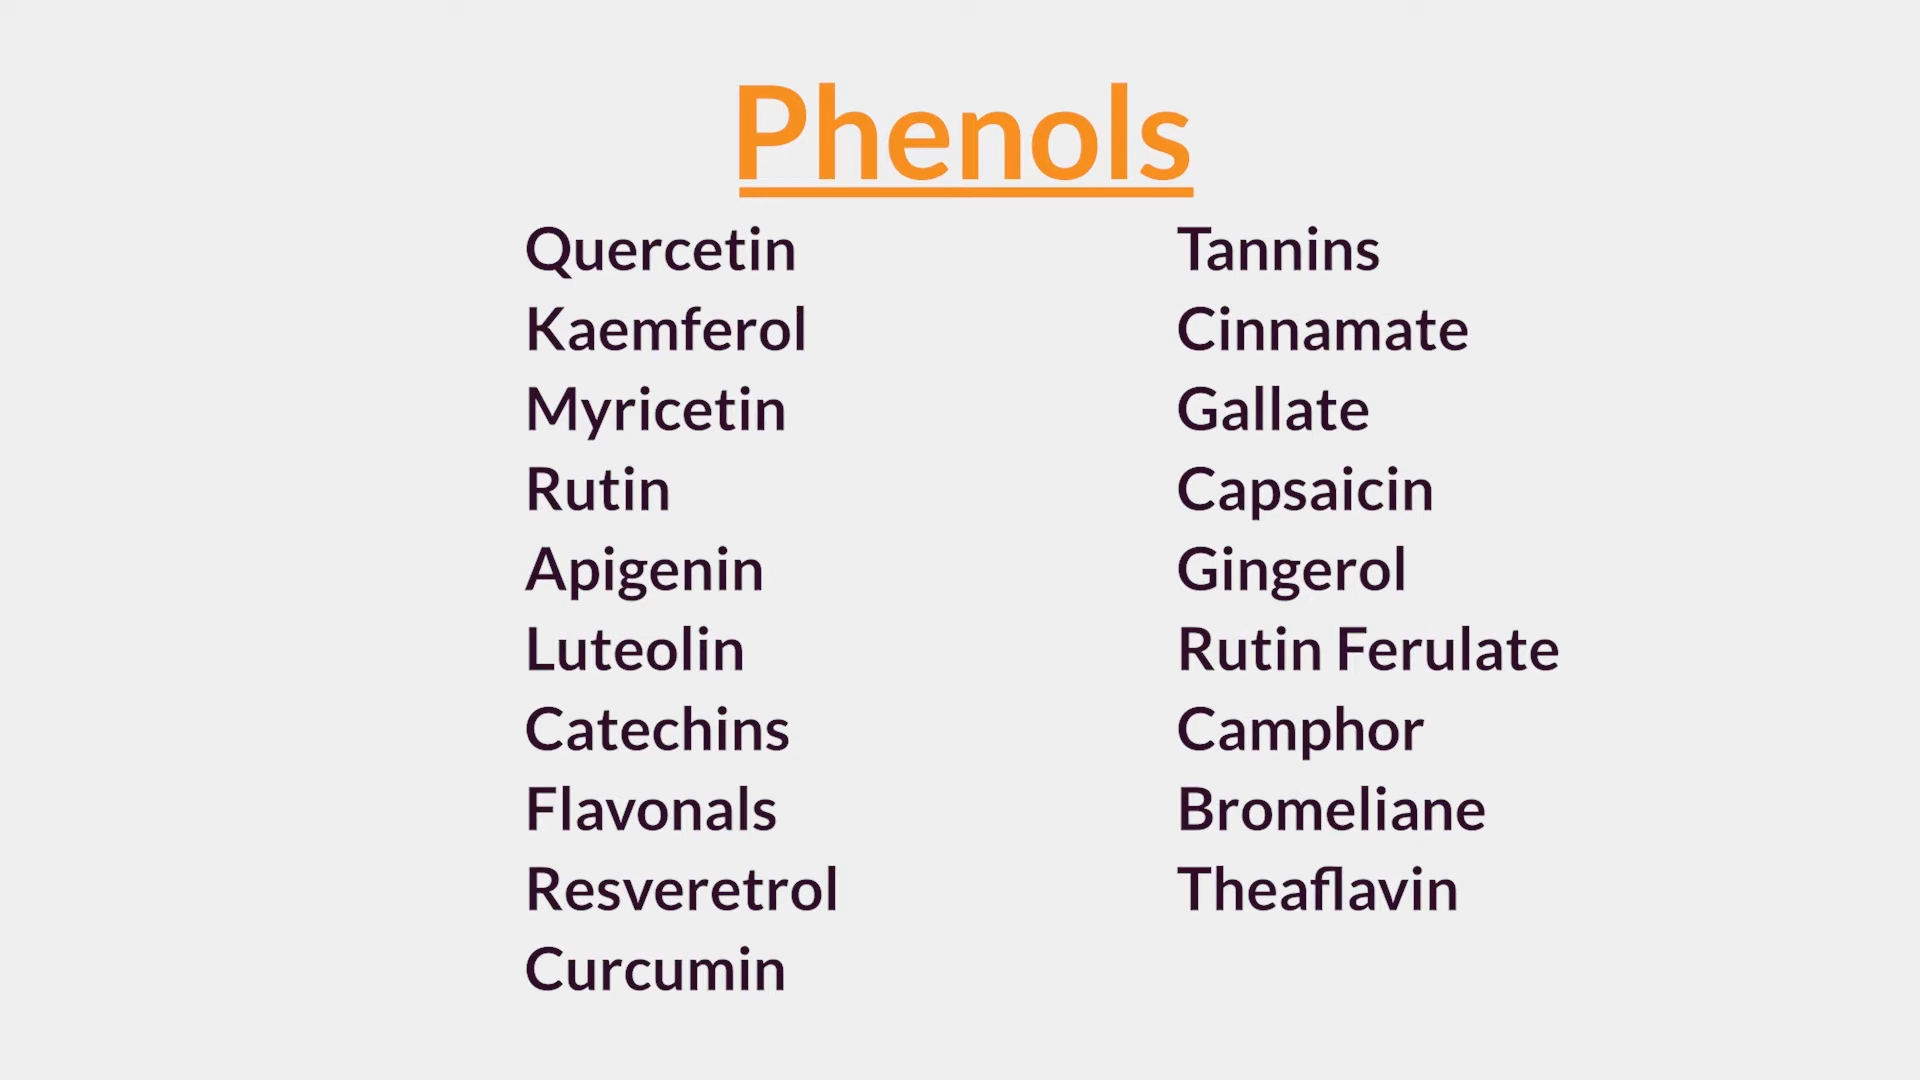 Phenols
Quercetin
Kaemferol
Myricetin
Rutin
Apigenin
Luteolin
Catechins
Flavonals
Resveretrol
Curcumin
Tannins
Cinnamate
Gallate
Capsaicin
Gingerol
Rutin Ferulate
Camphor
Bromeliane
Theaflavin